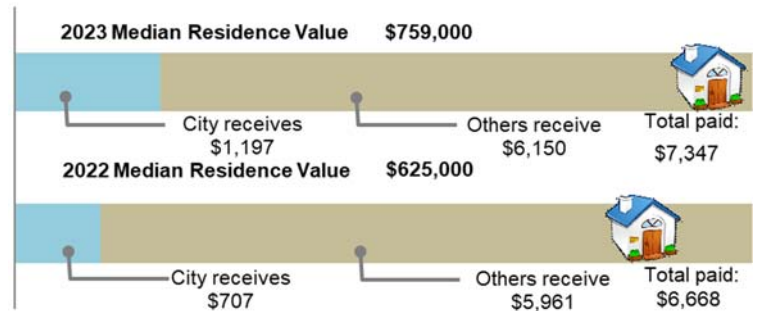 2023 Median Residence Value $759,000
City receives
$1,197
Others receive
$6,150
Total paid:
$7,347
2022 Median Residence Value $625,000
City receives
$707
Others receive
$5,961
Total paid:
$6,668